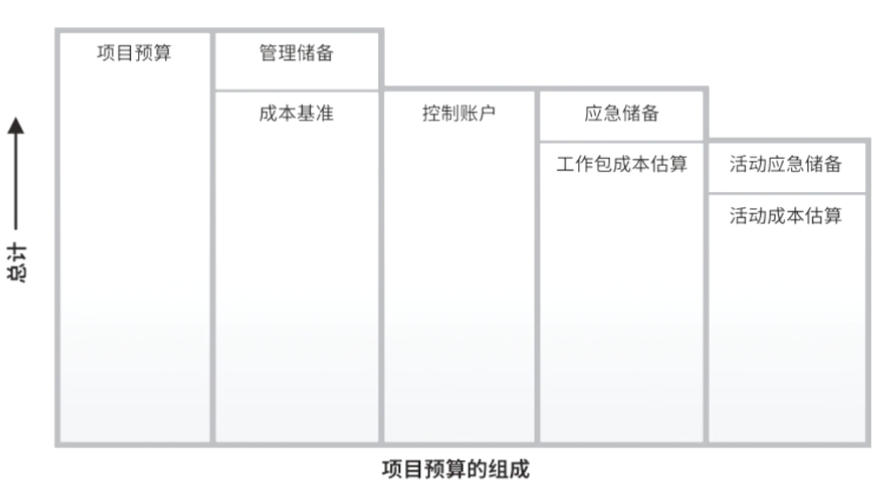 项目预算
管理储备
成本基准
控制账户
应急储备
工作包成本估算
活动应急储备
活动成本估算
总计
项目预算的组成